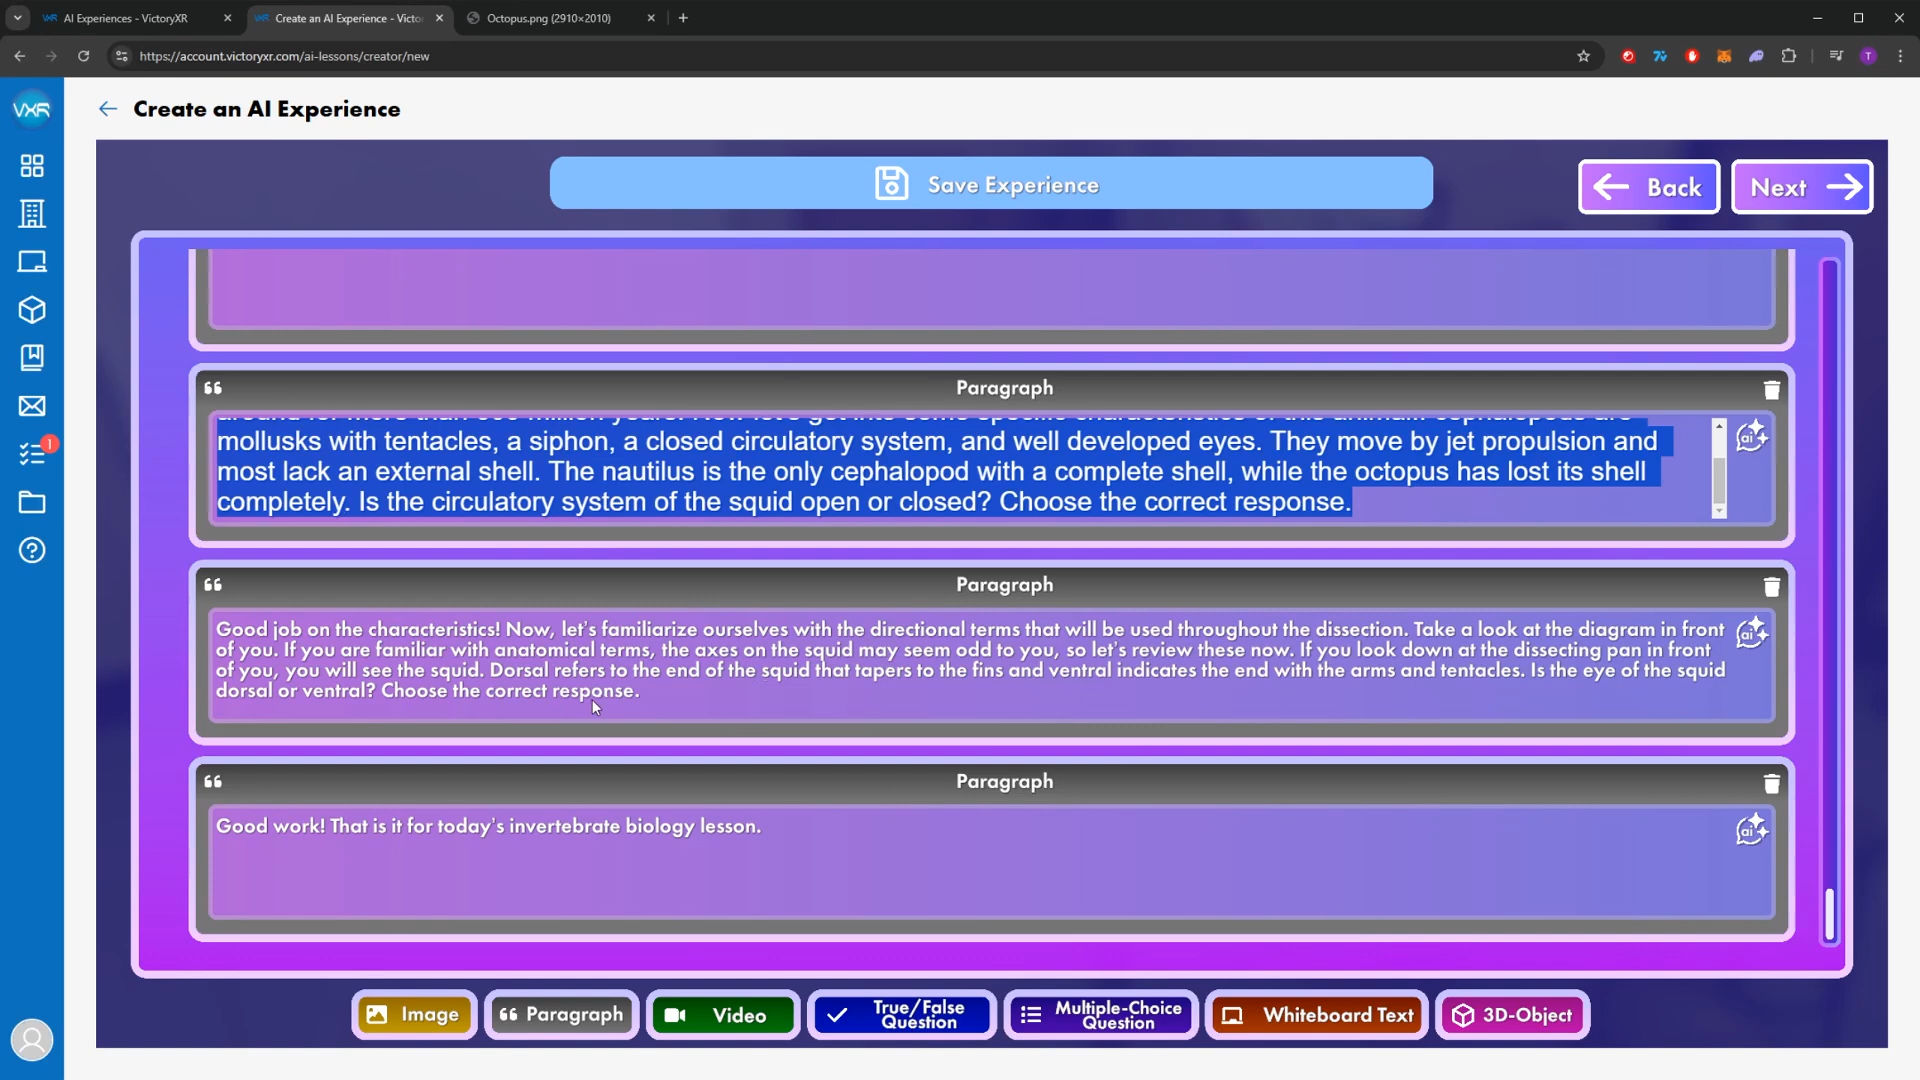 AI Experiences - VictoryXR
Create an AI Experience - Victo
Octopus.png (2910×2010)
https://account.victoryxr.com/ai-lessons/creator/new
T
VXR
Create an AI Experience
Save Experience
Back
Next
Paragraph
mollusks with tentacles, a siphon, a closed circulatory system, and well developed eyes. They move by jet propulsion and
most lack an external shell. The nautilus is the only cephalopod with a complete shell, while the octopus has lost its shell
completely. Is the circulatory system of the squid open or closed? Choose the correct response.
ai
1
Paragraph
Good job on the characteristics! Now, let's familiarize ourselves with the directional terms that will be used throughout the dissection. Take a look at the diagram in front
of you. If you are familiar with anatomical terms, the axes on the squid may seem odd to you, so let's review these now. If you look down at the dissecting pan in front
of you, you will see the squid. Dorsal refers to the end of the squid that tapers to the fins and ventral indicates the end with the arms and tentacles. Is the eye of the squid
dorsal or ventral? Choose the correct response.
ai
Paragraph
Good work! That is it for today's invertebrate biology lesson.
ai
Image
Paragraph
Video
True/False
Question
Multiple-Choice
Question
Whiteboard Text
3D-Object